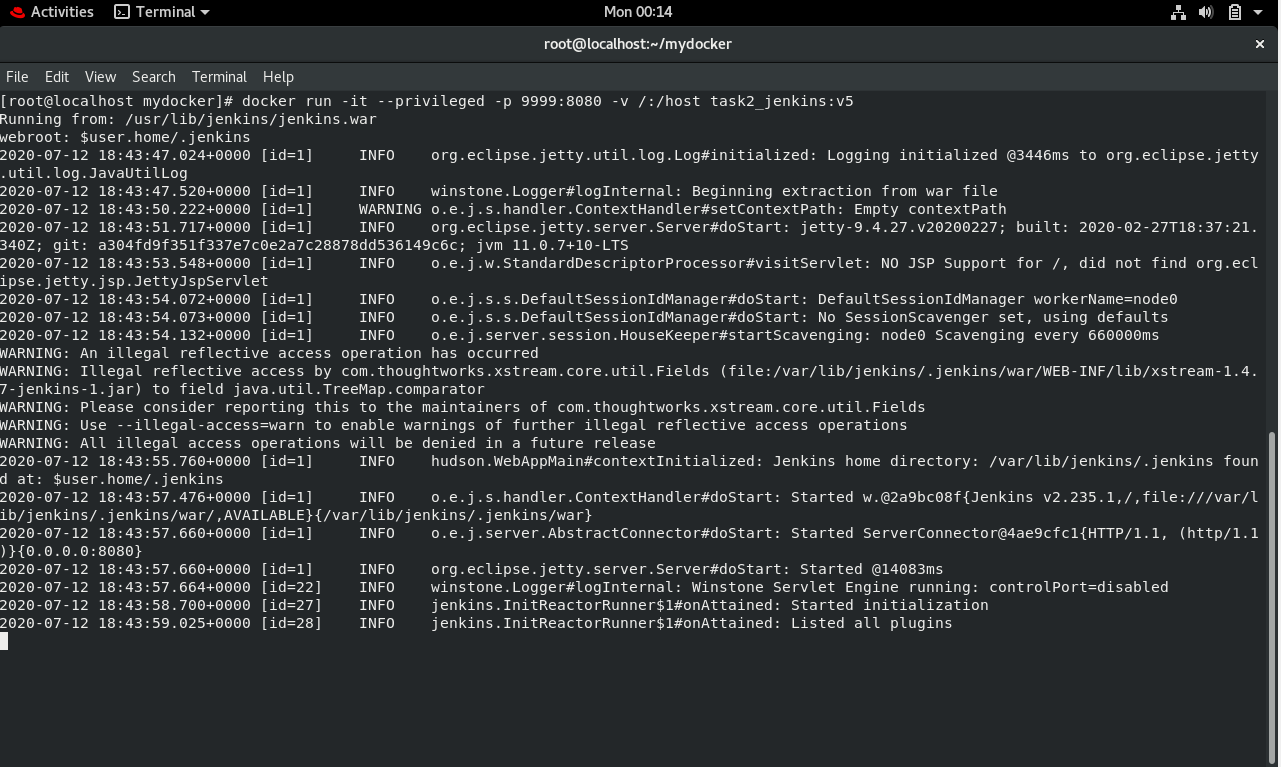 Activities Terminal Mon 00:14
root@localhost:~/mydocker ×
File Edit View Search Terminal Help
[root@localhost mydocker]# docker run -it --privileged -p 9999:8080 -v /:/host task2_jenkins:v5
Running from: /usr/lib/jenkins/jenkins.war
webroot: $user.home/.jenkins
2020-07-12 18:43:47.024+0000 [id=1]     INFO    org.eclipse.jetty.util.log.Log#initialized: Logging initialized @3446ms to org.eclipse.jetty
.util.log.JavaUtilLog
2020-07-12 18:43:47.520+0000 [id=1]     INFO    winstone.Logger#logInternal: Beginning extraction from war file
2020-07-12 18:43:50.222+0000 [id=1]     WARNING o.e.j.s.handler.ContextHandler#setContextPath: Empty contextPath
2020-07-12 18:43:51.717+0000 [id=1]     INFO    org.eclipse.jetty.server.Server#doStart: jetty-9.4.27.v20200227; built: 2020-02-27T18:37:21.
340Z; git: a304fd9f351f337e7c0e2a7c28878dd536149c6c; jvm 11.0.7+10-LTS
2020-07-12 18:43:53.548+0000 [id=1]     INFO    o.e.j.w.StandardDescriptorProcessor#visitServlet: NO JSP Support for /, did not find org.ecl
ipse.jetty.jsp.JettyJspServlet
2020-07-12 18:43:54.072+0000 [id=1]     INFO    o.e.j.s.s.DefaultSessionIdManager#doStart: DefaultSessionIdManager workerName=node0
2020-07-12 18:43:54.073+0000 [id=1]     INFO    o.e.j.s.s.DefaultSessionIdManager#doStart: No SessionScavenger set, using defaults
2020-07-12 18:43:54.132+0000 [id=1]     INFO    o.e.j.server.session.HouseKeeper#startScavenging: node0 Scavenging every 660000ms
WARNING: An illegal reflective access operation has occurred
WARNING: Illegal reflective access by com.thoughtworks.xstream.core.util.Fields (file:/var/lib/jenkins/.jenkins/war/WEB-INF/lib/xstream-1.4.
7-jenkins-1.jar) to field java.util.TreeMap.comparator
WARNING: Please consider reporting this to the maintainers of com.thoughtworks.xstream.core.util.Fields
WARNING: Use --illegal-access=warn to enable warnings of further illegal reflective access operations
WARNING: All illegal access operations will be denied in a future release
2020-07-12 18:43:55.760+0000 [id=1]     INFO    hudson.WebAppMain#contextInitialized: Jenkins home directory: /var/lib/jenkins/.jenkins foun
d at: $user.home/.jenkins
2020-07-12 18:43:57.476+0000 [id=1]     INFO    o.e.j.s.handler.ContextHandler#doStart: Started w.@2a9bc08f{Jenkins v2.235.1,/,file:///var/l
ib/jenkins/.jenkins/war/,AVAILABLE}{/var/lib/jenkins/.jenkins/war}
2020-07-12 18:43:57.660+0000 [id=1]     INFO    o.e.j.server.AbstractConnector#doStart: Started ServerConnector@4ae9cfc1{HTTP/1.1, (http/1.1
)}{0.0.0.0:8080}
2020-07-12 18:43:57.660+0000 [id=1]     INFO    org.eclipse.jetty.server.Server#doStart: Started @14083ms
2020-07-12 18:43:57.664+0000 [id=22]    INFO    winstone.Logger#logInternal: Winstone Servlet Engine running: controlPort=disabled
2020-07-12 18:43:58.700+0000 [id=27]    INFO    jenkins.InitReactorRunner$1#onAttained: Started initialization
2020-07-12 18:43:59.025+0000 [id=28]    INFO    jenkins.InitReactorRunner$1#onAttained: Listed all plugins